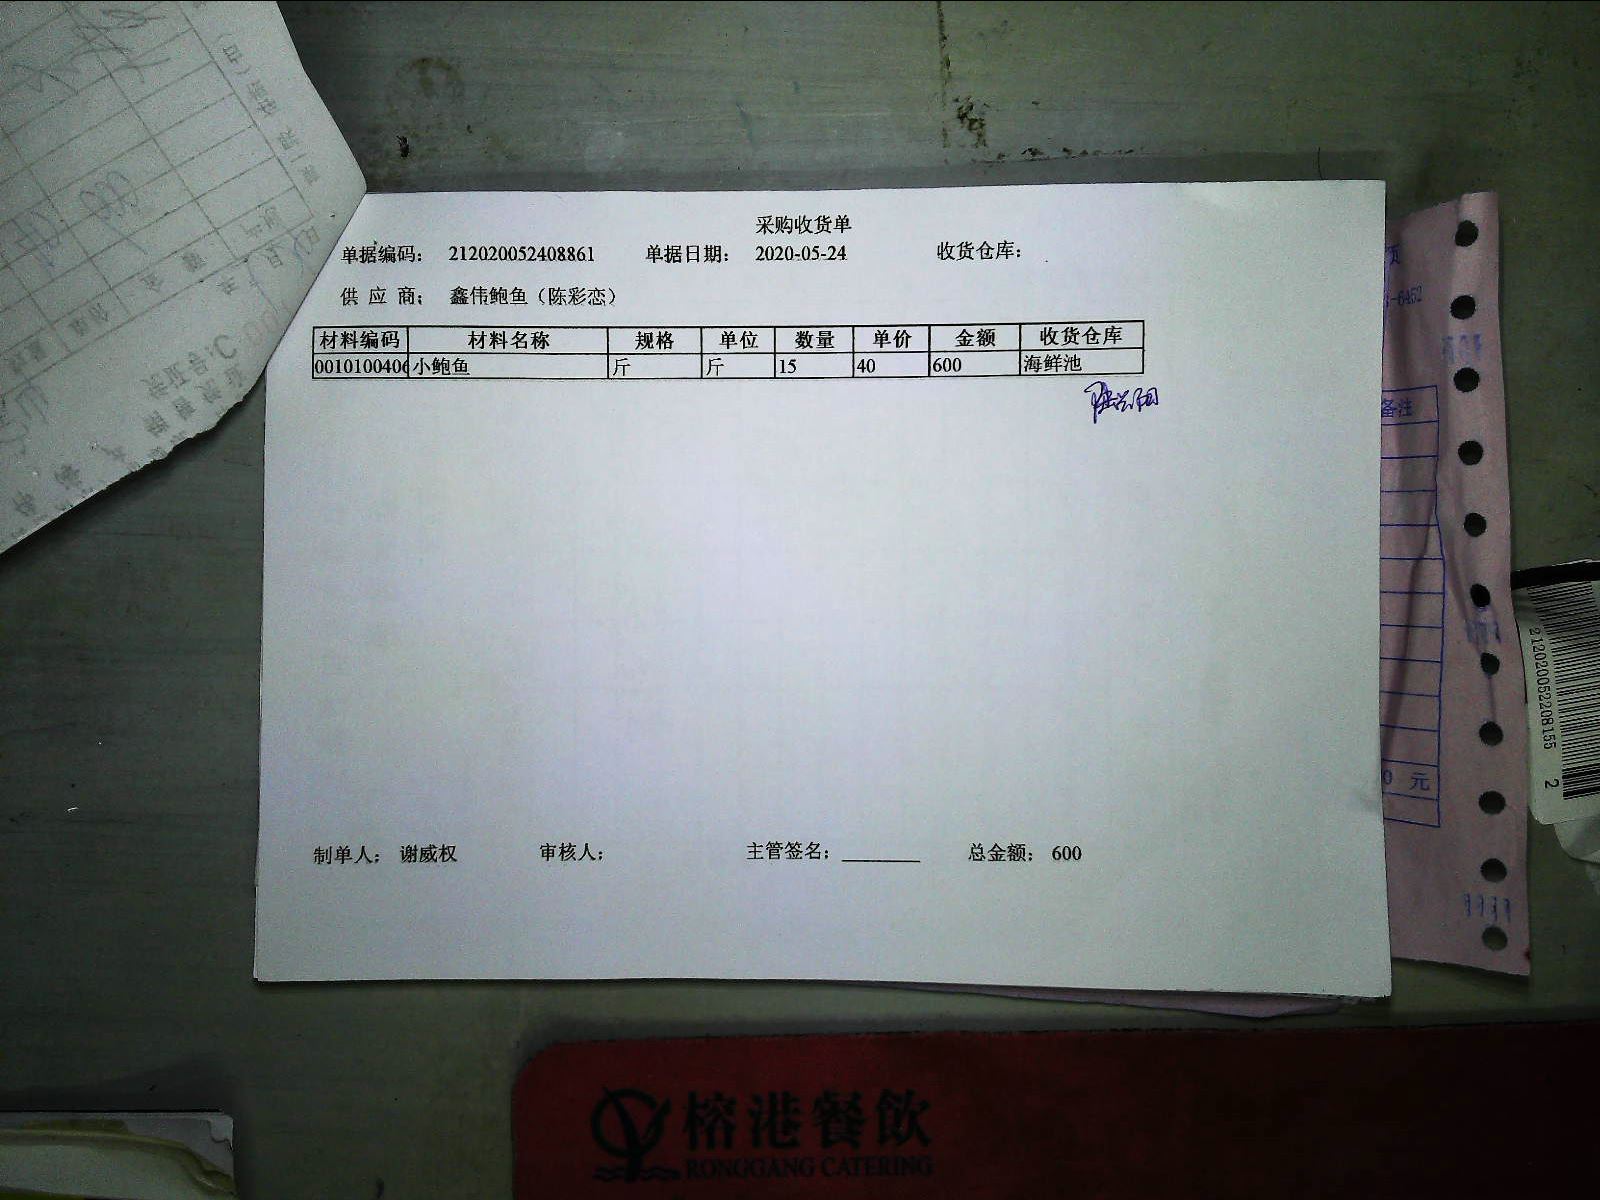 采购收货单
单据编码： 212020052408861 单据日期： 2020-05-24 收货仓库：
供 应 商： 鑫伟鲍鱼（陈彩恋）
材料编码 材料名称 规格 单位 数量 单价 金额 收货仓库
0010100406 小鲍鱼 斤 斤 15 40 600 海鲜池
制单人： 谢威权 审核人： 主管签名： 总金额： 600
备注
0 元
212020052208155 2
榕港餐飲
RONGGANG CATERING